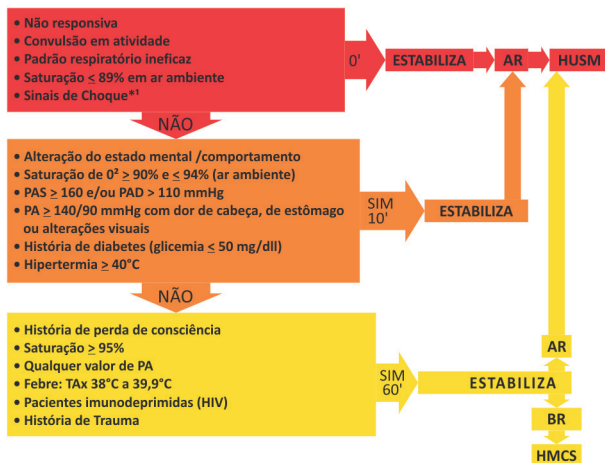 • Não responsiva
• Convulsão em atividade
• Padrão respiratório ineficaz
• Saturação ≤ 89% em ar ambiente
• Sinais de Choque*¹
0'
ESTABILIZA
AR
HUSM
NÃO
• Alteração do estado mental /comportamento
• Saturação de 0² ≥ 90% e ≤ 94% (ar ambiente)
• PAS ≥ 160 e/ou PAD > 110 mmHg
• PA ≥ 140/90 mmHg com dor de cabeça, de estômago
ou alterações visuais
• História de diabetes (glicemia ≤ 50 mg/dll)
• Hipertermia ≥ 40°C
SIM
10'
ESTABILIZA
NÃO
• História de perda de consciência
• Saturação ≥ 95%
• Qualquer valor de PA
• Febre: TAx 38°C a 39,9°C
• Pacientes imunodeprimidas (HIV)
• História de Trauma
SIM
60'
ESTABILIZA
AR
BR
HMCS